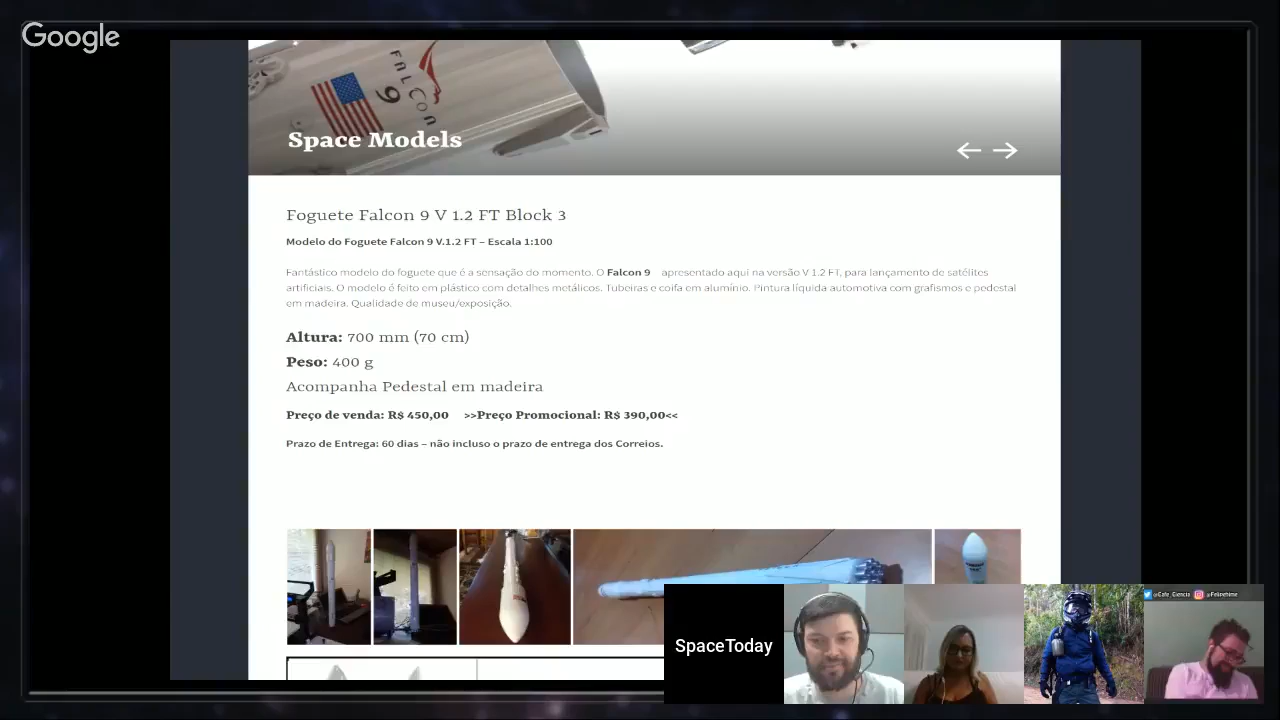 Google
FALCON
9
Space Models
Foguete Falcon 9 V 1.2 FT Block 3
Modelo do Foguete Falcon 9 V.1.2 FT – Escala 1:100
Fantástico modelo do foguete que é a sensação do momento. O Falcon 9 apresentado aqui na versão V 1.2 FT, para lançamento de satélites
artificiais. O modelo é feito em plástico com detalhes metálicos. Tubeiras e coifa em alumínio. Pintura líquida automotiva com grafismos e pedestal
em madeira. Qualidade de museu/exposição.
Altura: 700 mm (70 cm)
Peso: 400 g
Acompanha Pedestal em madeira
Preço de venda: R$ 450,00 >>Preço Promocional: R$ 390,00<<
Prazo de Entrega: 60 dias – não incluso o prazo de entrega dos Correios.
SpaceToday
@Cafe_Ciencia @Felipehime